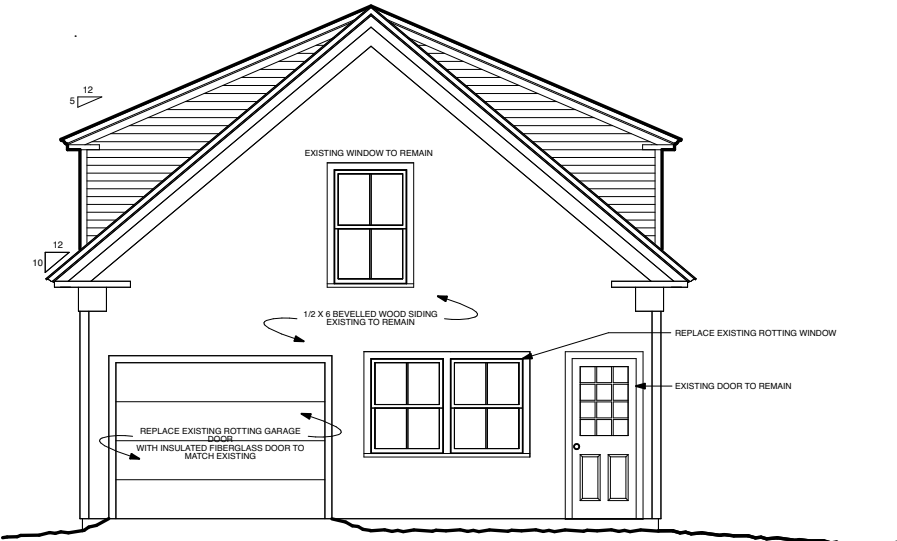 12
5
EXISTING WINDOW TO REMAIN
12
10
1/2 X 6 BEVELLED WOOD SIDING
EXISTING TO REMAIN
REPLACE EXISTING ROTTING WINDOW
EXISTING DOOR TO REMAIN
REPLACE EXISTING ROTTING GARAGE
DOOR
WITH INSULATED FIBERGLASS DOOR TO
MATCH EXISTING